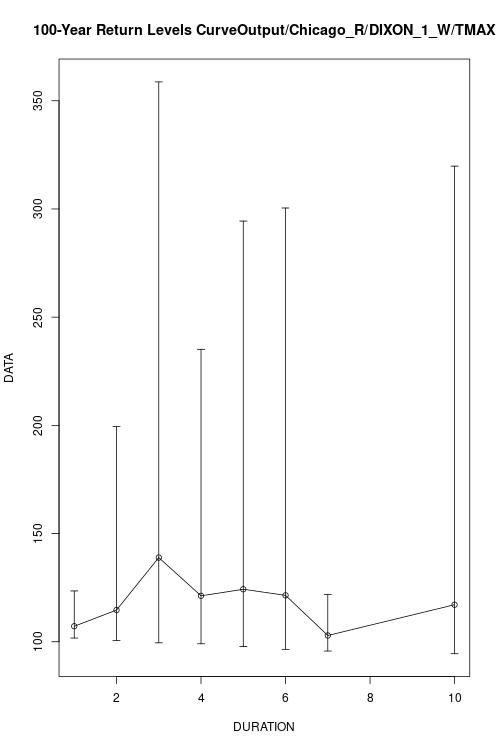 100-Year Return Levels CurveOutput/Chicago_R/DIXON_1_W/TMAX
350
300
250
200
150
100
DATA
2 4 6 8 10
DURATION